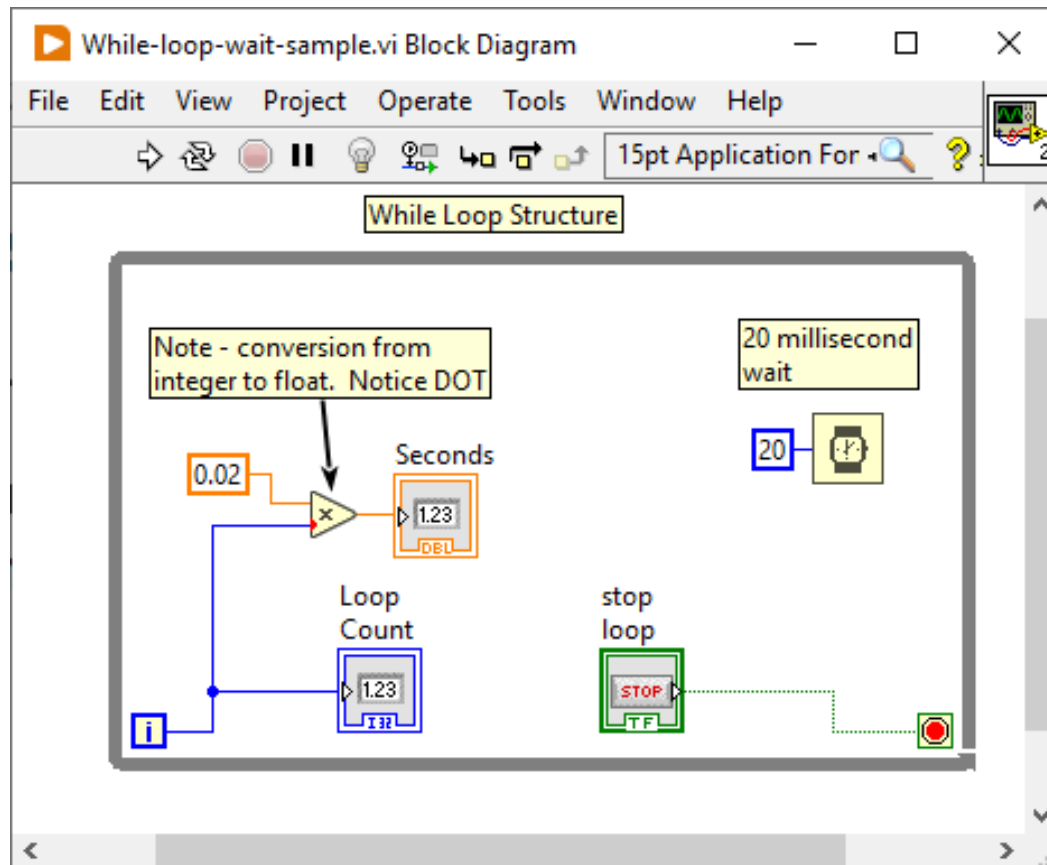 While-loop-wait-sample.vi Block Diagram
File Edit View Project Operate Tools Window Help
15pt Application For
2
While Loop Structure
Note - conversion from
integer to float. Notice DOT
20 millisecond
wait
20
0.02
Seconds
1.23
DBL
Loop
Count
1.23
I32
stop
loop
STOP
TF
i